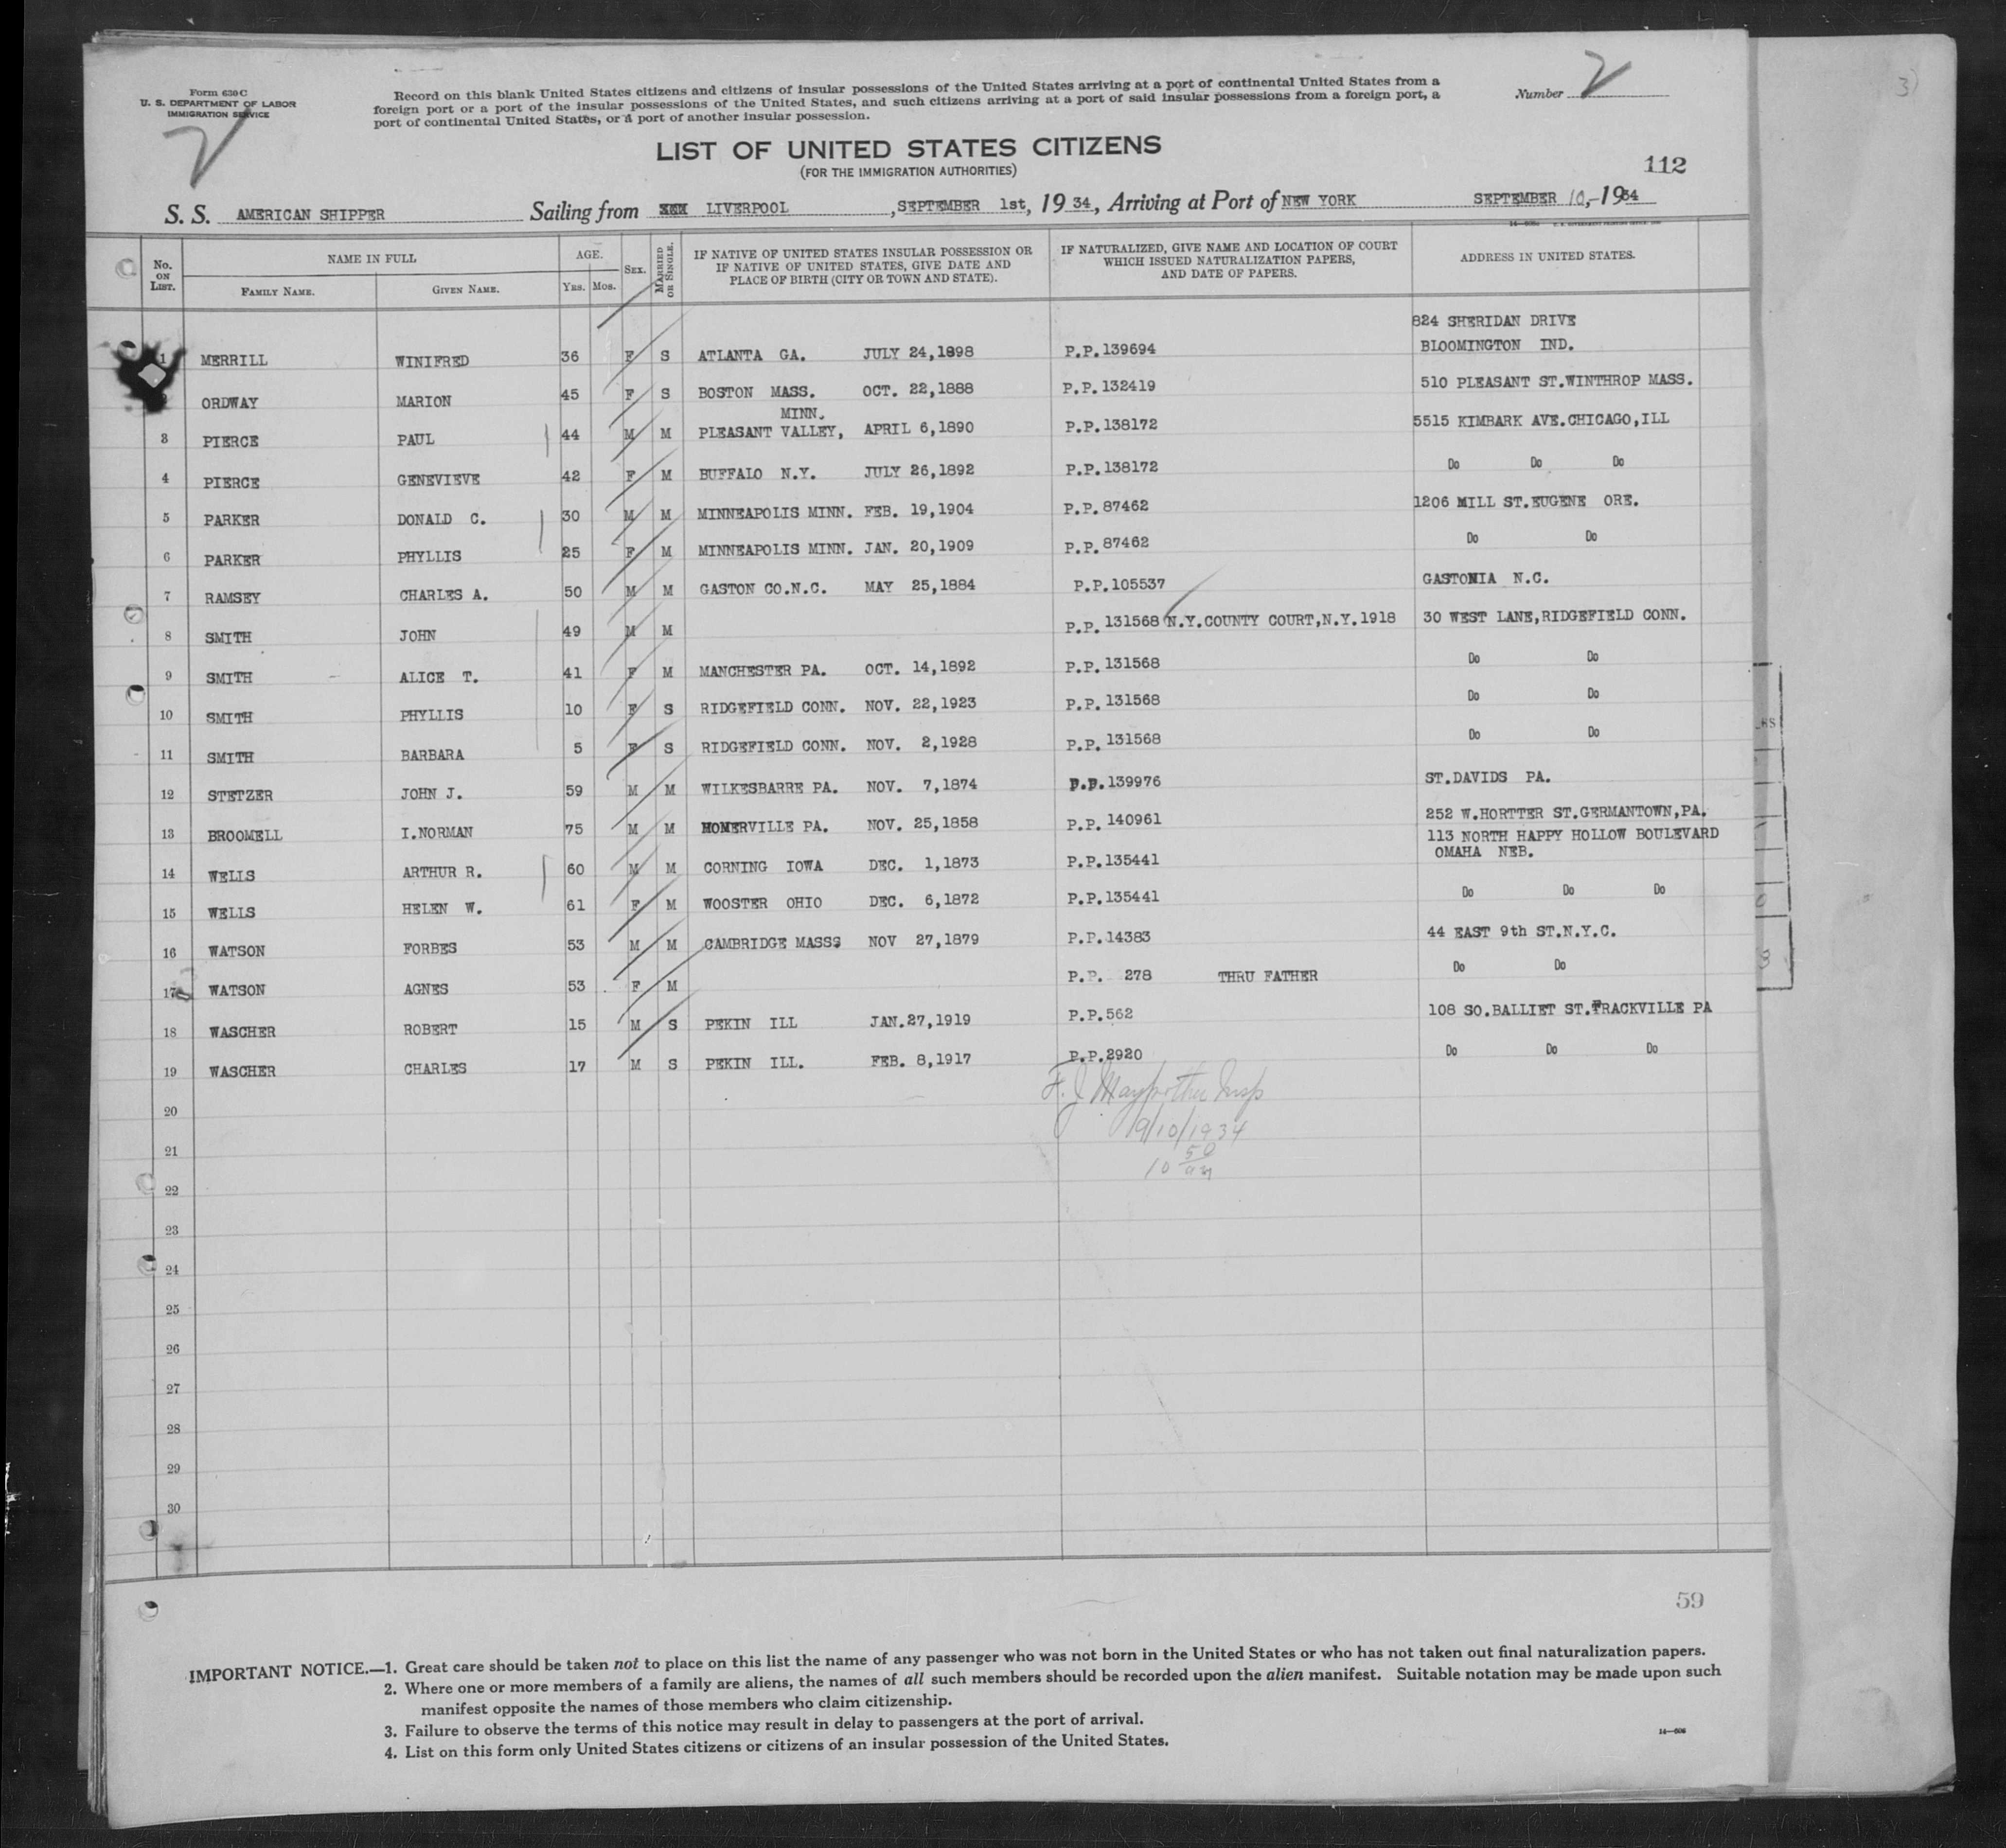 Form 630 C
U. S. DEPARTMENT OF LABOR
IMMIGRATION SERVICE
Record on this blank United States citizens and citizens of insular possessions of the United States arriving at a port of continental United States from a
foreign port or a port of the insular possessions of the United States, and such citizens arriving at a port of said insular possessions from a foreign port, a
port of continental United States, or a port of another insular possession.
Number 2
LIST OF UNITED STATES CITIZENS
(FOR THE IMMIGRATION AUTHORITIES)
112
S. S. AMERICAN SHIPPER Sailing from LIVERPOOL , SEPTEMBER 1st, 1934, Arriving at Port of NEW YORK SEPTEMBER 10,-1934
No. ON LIST. NAME IN FULL AGE. SEX. MARRIED OR SINGLE. IF NATIVE OF UNITED STATES INSULAR POSSESSION OR IF NATIVE OF UNITED STATES, GIVE DATE AND PLACE OF BIRTH (CITY OR TOWN AND STATE). IF NATURALIZED, GIVE NAME AND LOCATION OF COURT WHICH ISSUED NATURALIZATION PAPERS, AND DATE OF PAPERS. ADDRESS IN UNITED STATES.
FAMILY NAME. GIVEN NAME. YRS. MOS.
824 SHERIDAN DRIVE
1 MERRILL WINIFRED 36 F S ATLANTA GA. JULY 24,1898 P.P.139694 BLOOMINGTON IND.
ORDWAY MARION 45 F S BOSTON MASS. OCT. 22,1888 P.P.132419 510 PLEASANT ST.WINTHROP MASS.
MINN.
3 PIERCE PAUL 44 M M PLEASANT VALLEY, APRIL 6,1890 P.P.138172 5515 KIMBARK AVE.CHICAGO,ILL
4 PIERCE GENEVIEVE 42 F M BUFFALO N.Y. JULY 26,1892 P.P.138172 Do Do Do
5 PARKER DONALD C. 30 M M MINNEAPOLIS MINN. FEB. 19,1904 P.P.87462 1206 MILL ST.EUGENE ORE.
6 PARKER PHYLLIS 25 F M MINNEAPOLIS MINN. JAN. 20,1909 P.P.87462 Do Do
7 RAMSEY CHARLES A. 50 M M GASTON CO.N.C. MAY 25,1884 P.P.105537 GASTONIA N.C.
8 SMITH JOHN 49 M M P.P.131568 N.Y.COUNTY COURT,N.Y.1918 30 WEST LANE,RIDGEFIELD CONN.
9 SMITH ALICE T. 41 F M MANCHESTER PA. OCT. 14,1892 P.P.131568 Do Do
10 SMITH PHYLLIS 10 F S RIDGEFIELD CONN. NOV. 22,1923 P.P.131568 Do Do
11 SMITH BARBARA 5 F S RIDGEFIELD CONN. NOV. 2,1928 P.P.131568 Do Do
12 STETZER JOHN J. 59 M M WILKESBARRE PA. NOV. 7,1874 P.P.139976 ST.DAVIDS PA.
13 BROOMELL I.NORMAN 75 M M HOMERVILLE PA. NOV. 25,1858 P.P.140961 252 W.HORTTER ST.GERMANTOWN,PA.
113 NORTH HAPPY HOLLOW BOULEVARD
OMAHA NEB.
14 WELLS ARTHUR R. 60 M M CORNING IOWA DEC. 1,1873 P.P.135441
15 WELLS HELEN W. 61 F M WOOSTER OHIO DEC. 6,1872 P.P.135441 Do Do Do
16 WATSON FORBES 53 M M CAMBRIDGE MASSS NOV 27,1879 P.P.14383 44 EAST 9th ST.N.Y.C.
17 WATSON AGNES 53 F M P.P. 278 THRU FATHER Do Do
18 WASCHER ROBERT 15 M S PEKIN ILL JAN.27,1919 P.P.562 108 SO.BALLIET ST.FRACKVILLE PA
19 WASCHER CHARLES 17 M S PEKIN ILL. FEB. 8,1917 P.P.2920 Do Do Do
F. J. Insp
9/10/1934
10 50 am
20
21
22
23
24
25
26
27
28
29
30
59
IMPORTANT NOTICE.—1. Great care should be taken not to place on this list the name of any passenger who was not born in the United States or who has not taken out final naturalization papers.
2. Where one or more members of a family are aliens, the names of all such members should be recorded upon the alien manifest. Suitable notation may be made upon such
manifest opposite the names of those members who claim citizenship.
3. Failure to observe the terms of this notice may result in delay to passengers at the port of arrival.
4. List on this form only United States citizens or citizens of an insular possession of the United States.